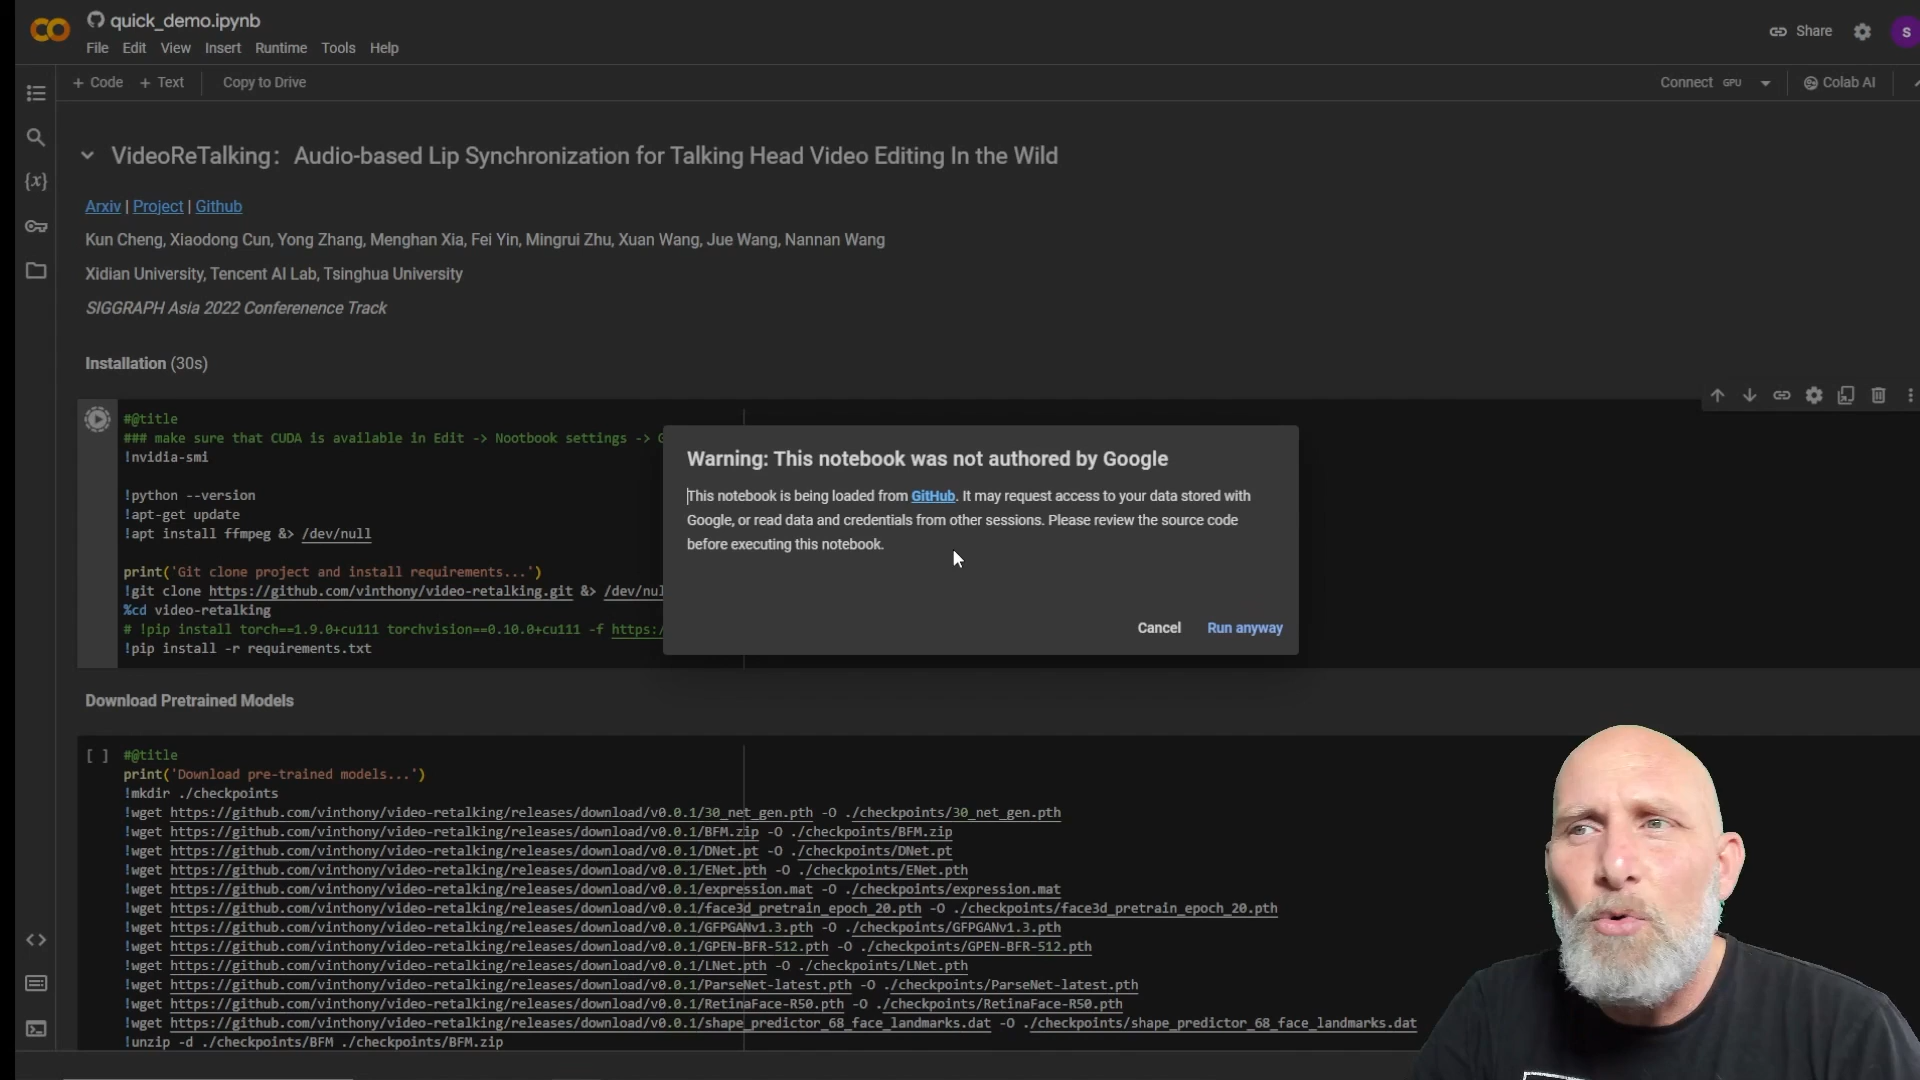 quick_demo.ipynb
File Edit View Insert Runtime Tools Help
Share
S
+ Code + Text Copy to Drive
Connect GPU
Colab AI
VideoReTalking: Audio-based Lip Synchronization for Talking Head Video Editing In the Wild
Arxiv | Project | Github
Kun Cheng, Xiaodong Cun, Yong Zhang, Menghan Xia, Fei Yin, Mingrui Zhu, Xuan Wang, Jue Wang, Nannan Wang
Xidian University, Tencent AI Lab, Tsinghua University
SIGGRAPH Asia 2022 Conferenence Track
Installation (30s)
#@title
### make sure that CUDA is available in Edit -> Nootbook settings -> G
!nvidia-smi
!python --version
!apt-get update
!apt install ffmpeg &> /dev/null
print('Git clone project and install requirements...')
!git clone https://github.com/vinthony/video-retalking.git &> /dev/nul
%cd video-retalking
# !pip install torch==1.9.0+cu111 torchvision==0.10.0+cu111 -f https:/
!pip install -r requirements.txt
Warning: This notebook was not authored by Google
This notebook is being loaded from GitHub. It may request access to your data stored with
Google, or read data and credentials from other sessions. Please review the source code
before executing this notebook.
Cancel Run anyway
Download Pretrained Models
[ ] #@title
print('Download pre-trained models...')
!mkdir ./checkpoints
!wget https://github.com/vinthony/video-retalking/releases/download/v0.0.1/30_net_gen.pth -O ./checkpoints/30_net_gen.pth
!wget https://github.com/vinthony/video-retalking/releases/download/v0.0.1/BFM.zip -O ./checkpoints/BFM.zip
!wget https://github.com/vinthony/video-retalking/releases/download/v0.0.1/DNet.pt -O ./checkpoints/DNet.pt
!wget https://github.com/vinthony/video-retalking/releases/download/v0.0.1/ENet.pth -O ./checkpoints/ENet.pth
!wget https://github.com/vinthony/video-retalking/releases/download/v0.0.1/expression.mat -O ./checkpoints/expression.mat
!wget https://github.com/vinthony/video-retalking/releases/download/v0.0.1/face3d_pretrain_epoch_20.pth -O ./checkpoints/face3d_pretrain_epoch_20.pth
!wget https://github.com/vinthony/video-retalking/releases/download/v0.0.1/GFPGANv1.3.pth -O ./checkpoints/GFPGANv1.3.pth
!wget https://github.com/vinthony/video-retalking/releases/download/v0.0.1/GPEN-BFR-512.pth -O ./checkpoints/GPEN-BFR-512.pth
!wget https://github.com/vinthony/video-retalking/releases/download/v0.0.1/LNet.pth -O ./checkpoints/LNet.pth
!wget https://github.com/vinthony/video-retalking/releases/download/v0.0.1/ParseNet-latest.pth -O ./checkpoints/ParseNet-latest.pth
!wget https://github.com/vinthony/video-retalking/releases/download/v0.0.1/RetinaFace-R50.pth -O ./checkpoints/RetinaFace-R50.pth
!wget https://github.com/vinthony/video-retalking/releases/download/v0.0.1/shape_predictor_68_face_landmarks.dat -O ./checkpoints/shape_predictor_68_face_landmarks.dat
!unzip -d ./checkpoints/BFM ./checkpoints/BFM.zip